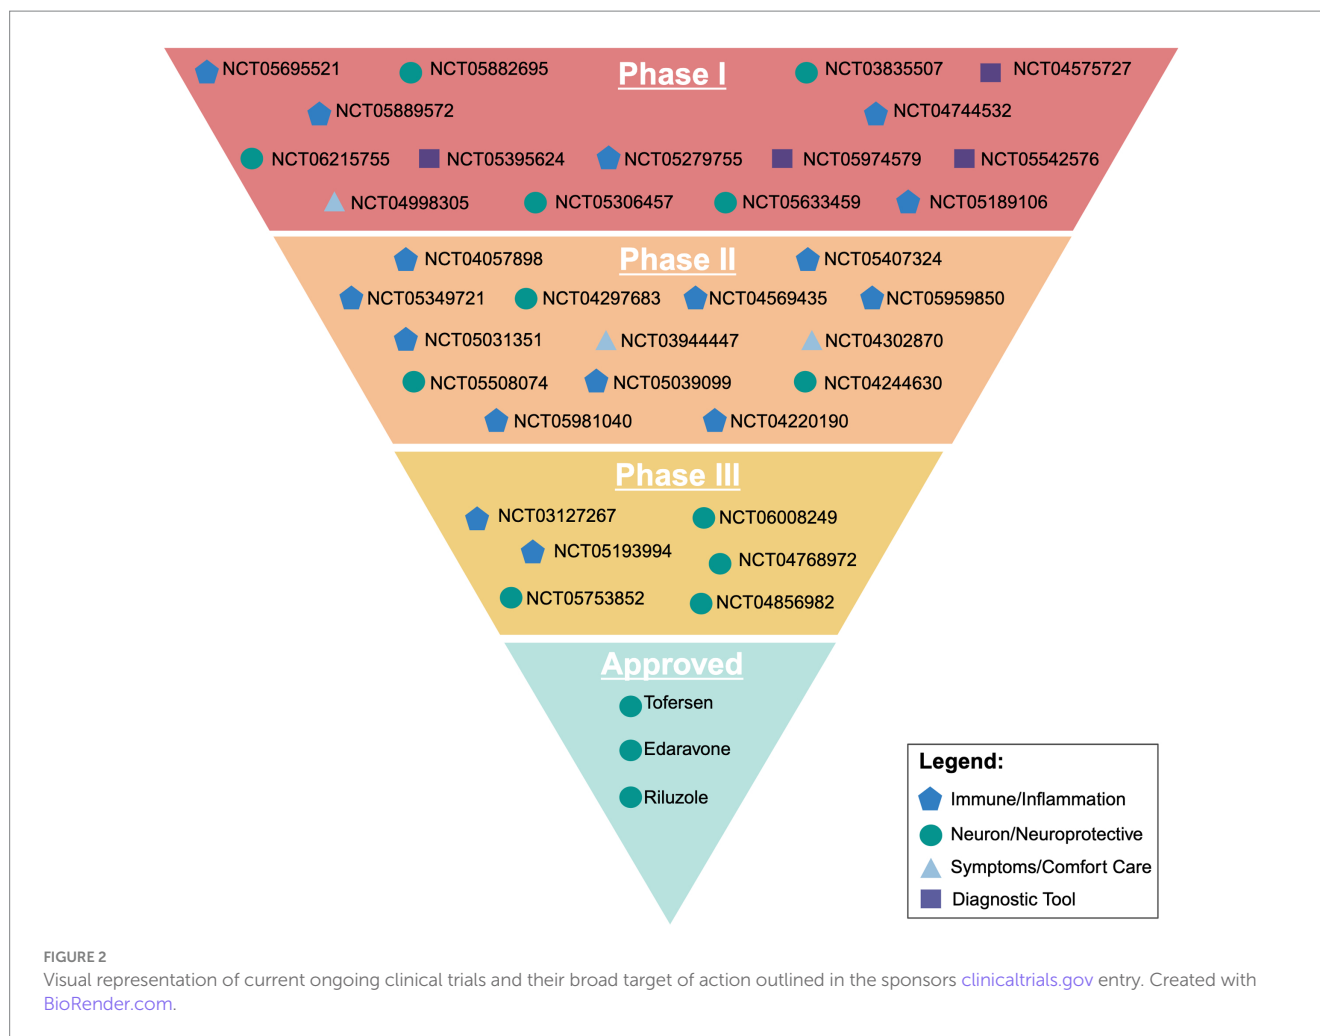 Phase I
NCT05695521 NCT05882695 NCT03835507 NCT04575727
NCT05889572 NCT04744532
NCT06215755 NCT05395624 NCT05279755 NCT05974579 NCT05542576
NCT04998305 NCT05306457 NCT05633459 NCT05189106
Phase II
NCT04057898 NCT05407324
NCT05349721 NCT04297683 NCT04569435 NCT05959850
NCT05031351 NCT03944447 NCT04302870
NCT05508074 NCT05039099 NCT04244630
NCT05981040 NCT04220190
Phase III
NCT03127267 NCT06008249
NCT05193994 NCT04768972
NCT05753852 NCT04856982
Approved
Tofersen
Edaravone
Riluzole
Legend:
Immune/Inflammation
Neuron/Neuroprotective
Symptoms/Comfort Care
Diagnostic Tool
FIGURE 2
Visual representation of current ongoing clinical trials and their broad target of action outlined in the sponsors clinicaltrials.gov entry. Created with
BioRender.com.